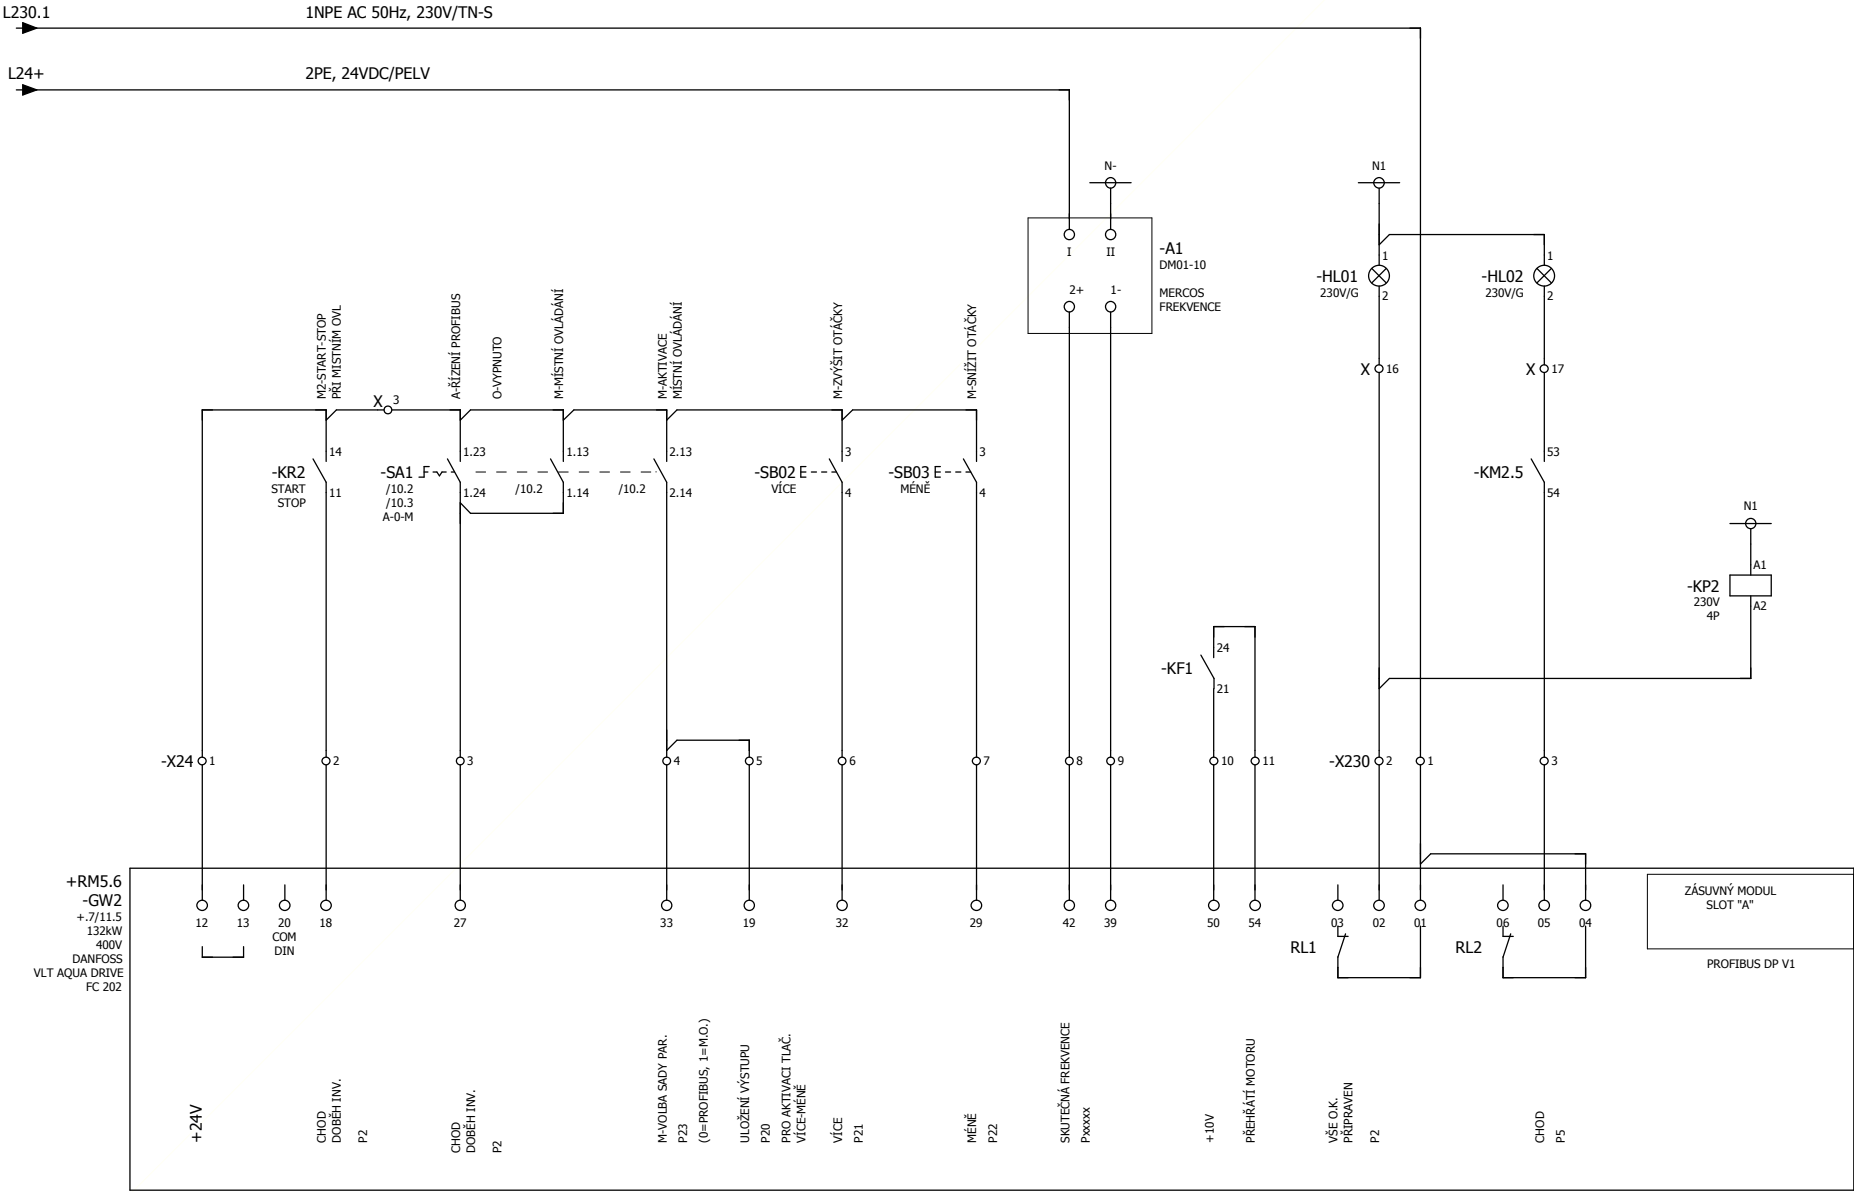 L230.1
1NPE AC 50Hz, 230V/TN-S
L24+
2PE, 24VDC/PELV
N-
N1
I
II
-A1
DM01-10
2+
1-
MERCOS
FREKVENCE
1
-HL01
230V/G
2
1
-HL02
230V/G
2
M2-START-STOP
PŘI MISTNÍM OVL
A-ŘÍZENÍ PROFIBUS
O-VYPNUTO
M-MÍSTNÍ OVLÁDÁNÍ
M-AKTIVACE
MÍSTNÍ OVLÁDÁNÍ
M-ZVÝŠIT OTÁČKY
M-SNÍŽIT OTÁČKY
X
16
X
17
X
3
14
-KR2
START
STOP
11
1.23
-SA1
/10.2
/10.3
A-0-M
1.24
1.13
/10.2
1.14
2.13
/10.2
2.14
3
-SB02 E
VÍCE
4
3
-SB03 E
MÉNĚ
4
53
-KM2.5
54
N1
A1
-KP2
230V
4P
A2
24
-KF1
21
-X24
1
2
3
4
5
6
7
8
9
10
11
-X230
2
1
3
+RM5.6
-GW2
+.7/11.5
132kW
400V
DANFOSS
VLT AQUA DRIVE
FC 202
12
13
20
COM
DIN
18
27
33
19
32
29
42
39
50
54
03
02
01
06
05
04
RL1
RL2
ZÁSUVNÝ MODUL
SLOT "A"
PROFIBUS DP V1
+24V
CHOD
DOBĚH INV.
P2
CHOD
DOBĚH INV.
P2
M-VOLBA SADY PAR.
P23
(0=PROFIBUS, 1=M.O.)
ULOŽENÍ VÝSTUPU
P20
PRO AKTIVACI TLAČ.
VÍCE-MÉNĚ
VÍCE
P21
MÉNĚ
P22
SKUTEČNÁ FREKVENCE
Pxxxxx
+10V
PŘEHŘÁTÍ MOTORU
VŠE O.K.
PŘIPRAVEN
P2
CHOD
P5